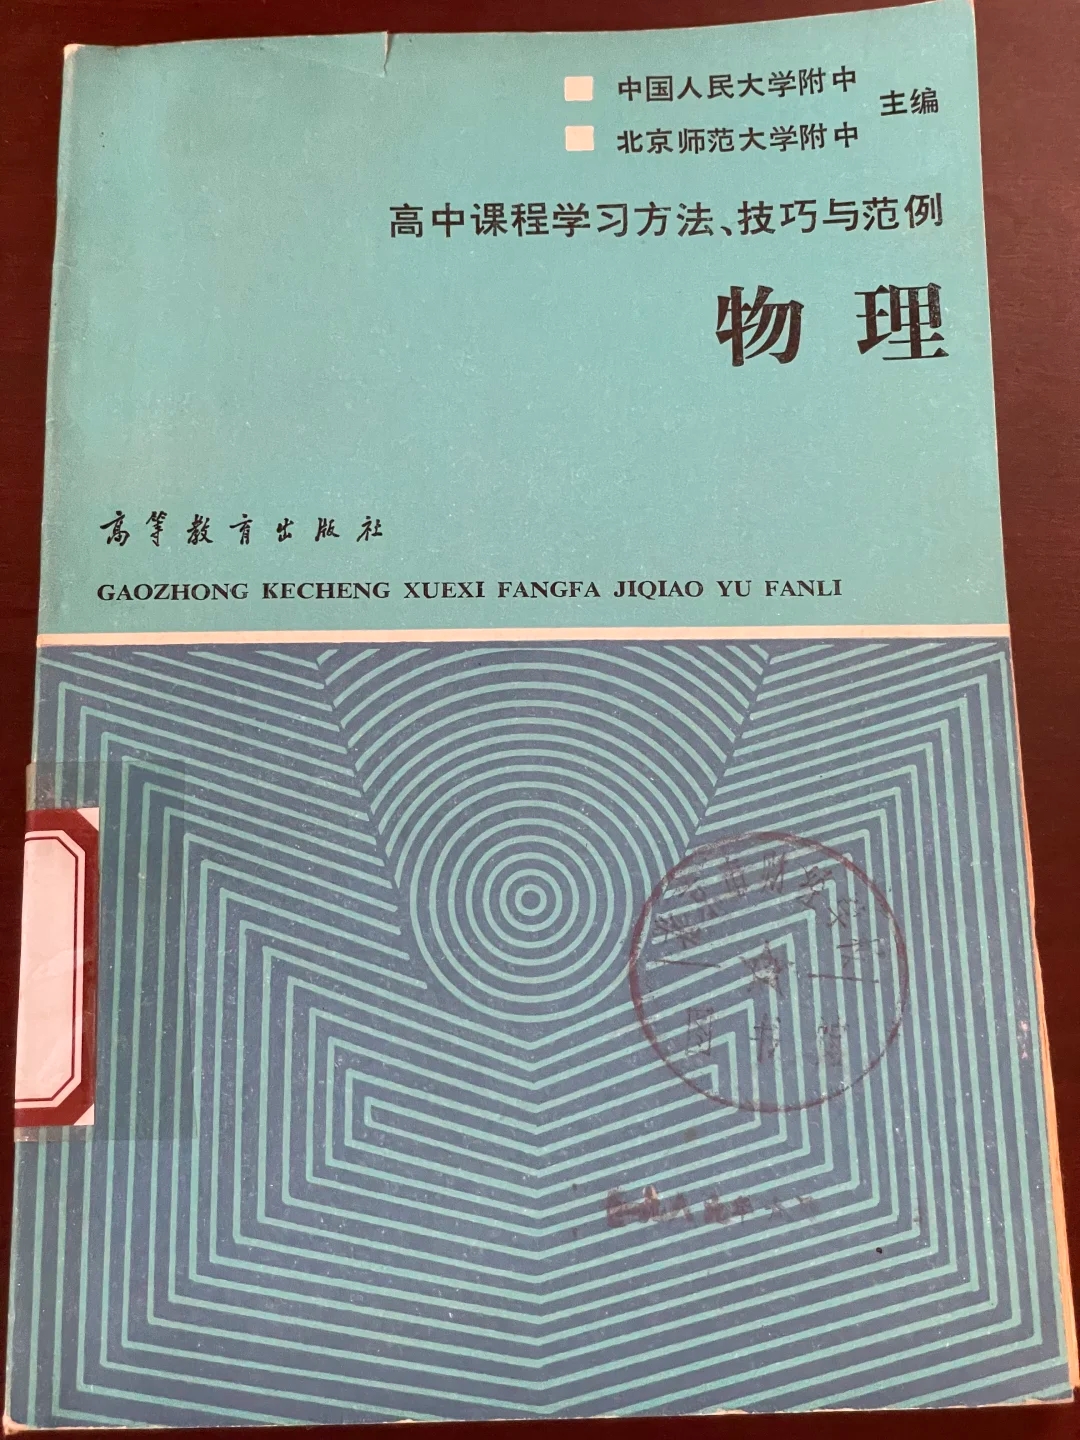 中国人民大学附中
北京师范大学附中
主编
高中课程学习方法、技巧与范例
物理
高等教育出版社
GAOZHONG KECHENG XUEXI FANGFA JIQIAO YU FANLI